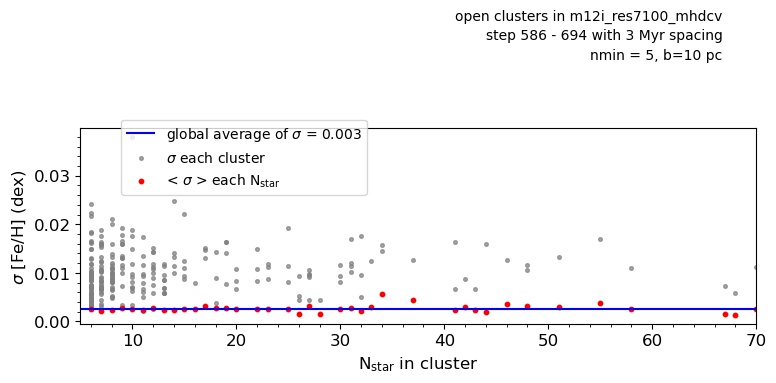 open clusters in m12i_res7100_mhdcv
step 586 - 694 with 3 Myr spacing
nmin = 5, b=10 pc
global average of σ = 0.003
σ each cluster
< σ > each Nstar
σ [Fe/H] (dex)
0.03
0.02
0.01
0.00
10 20 30 40 50 60 70
Nstar in cluster